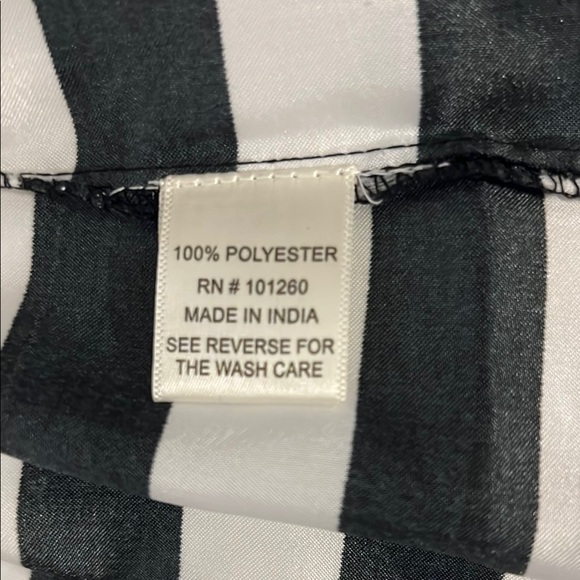 100% POLYESTER
RN # 101260
MADE IN INDIA
SEE REVERSE FOR
THE WASH CARE